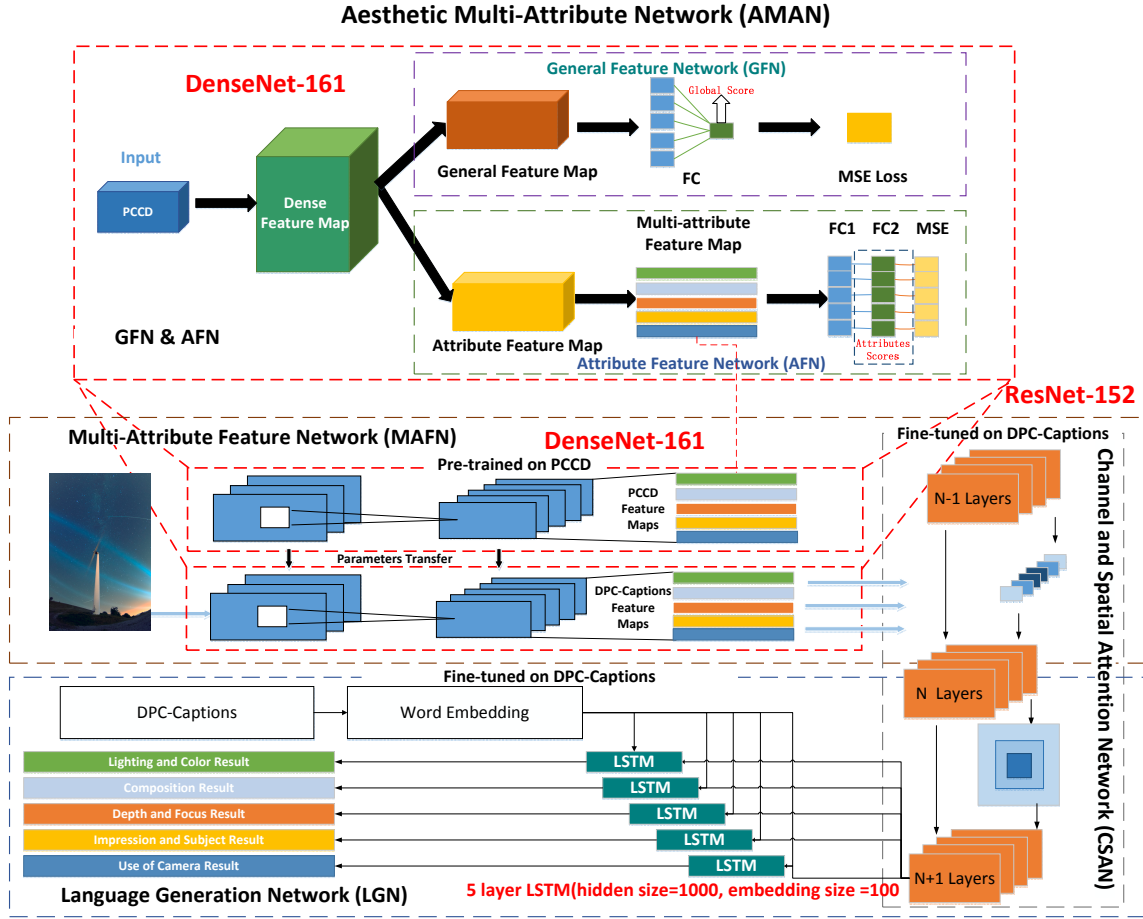 Aesthetic Multi-Attribute Network (AMAN)
DenseNet-161
General Feature Network (GFN)
Global Score
Input
PCCD
Dense
Feature Map
General Feature Map
FC
MSE Loss
Multi-attribute
Feature Map
FC1
FC2
MSE
GFN & AFN
Attribute Feature Map
Attributes
Scores
Attribute Feature Network (AFN)
ResNet-152
Multi-Attribute Feature Network (MAFN)
DenseNet-161
Fine-tuned on DPC-Captions
Pre-trained on PCCD
PCCD
Feature
Maps
N-1 Layers
Parameters Transfer
DPC-Captions
Feature
Maps
Channel and Spatial Attention Network (CSAN)
N Layers
Fine-tuned on DPC-Captions
DPC-Captions
Word Embedding
Lighting and Color Result
LSTM
Composition Result
LSTM
Depth and Focus Result
LSTM
Impression and Subject Result
LSTM
Use of Camera Result
LSTM
N+1 Layers
Language Generation Network (LGN)
5 layer LSTM(hidden size=1000, embedding size =100